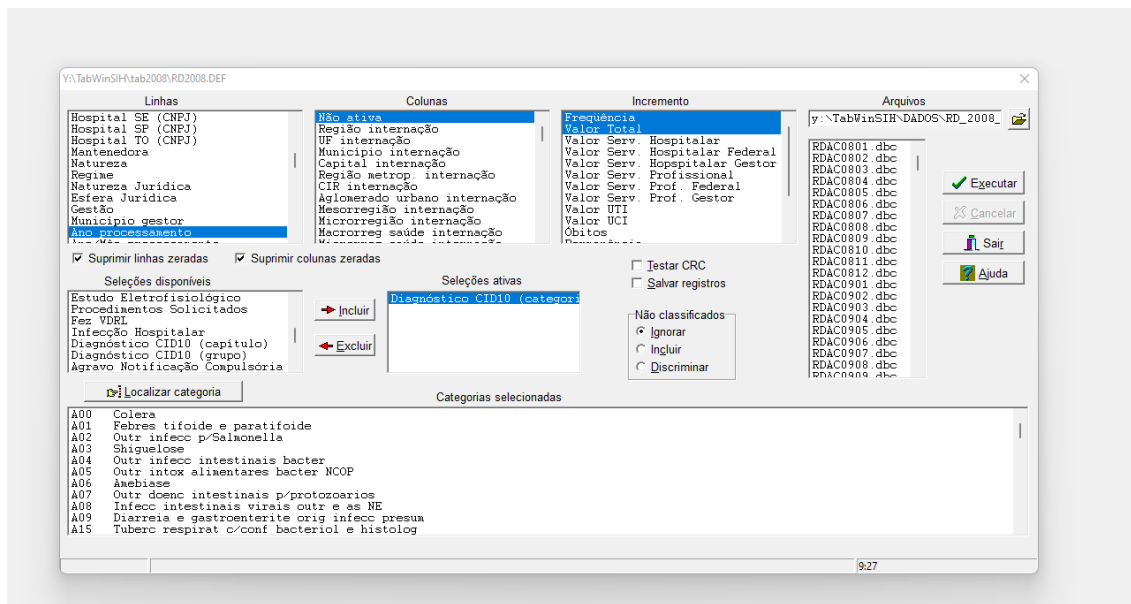 Y:\TabWinSIH\tab2008\RD2008.DEF
Linhas
Hospital SE (CNPJ)
Hospital SP (CNPJ)
Hospital TO (CNPJ)
Mantenedora
Natureza
Regime
Natureza Jurídica
Esfera Jurídica
Gestão
Município gestor
Ano processamento
Colunas
Não ativa
Região internação
UF internação
Município internação
Capital internação
Região metrop. internação
CIR internação
Aglomerado urbano internação
Mesorregião internação
Microrregião internação
Macrorreg saúde internação
Incremento
Freqüência
Valor Total
Valor Serv. Hospitalar
Valor Serv. Hospitalar Federal
Valor Serv. Hopspitalar Gestor
Valor Serv. Profissional
Valor Serv. Prof. Federal
Valor Serv. Prof. Gestor
Valor UTI
Valor UCI
Óbitos
Arquivos
y:\TabWinSIH\DADOS\RD_2008_
RDAC0801.dbc
RDAC0802.dbc
RDAC0803.dbc
RDAC0804.dbc
RDAC0805.dbc
RDAC0806.dbc
RDAC0807.dbc
RDAC0808.dbc
RDAC0809.dbc
RDAC0810.dbc
RDAC0811.dbc
RDAC0812.dbc
RDAC0901.dbc
RDAC0902.dbc
RDAC0903.dbc
RDAC0904.dbc
RDAC0905.dbc
RDAC0906.dbc
RDAC0907.dbc
RDAC0908.dbc
RDAC0909.dbc
Executar
Cancelar
Sair
Ajuda
Suprimir linhas zeradas
Suprimir colunas zeradas
Testar CRC
Salvar registros
Seleções disponíveis
Estudo Eletrofisiológico
Procedimentos Solicitados
Fez VDRL
Infecção Hospitalar
Diagnóstico CID10 (capítulo)
Diagnóstico CID10 (grupo)
Agravo Notificação Compulsória
Incluir
Excluir
Seleções ativas
Diagnóstico CID10 (categori
Não classificados
Ignorar
Incluir
Discriminar
Localizar categoria
Categorias selecionadas
A00 Colera
A01 Febres tifoide e paratifoide
A02 Outr infecc p/Salmonella
A03 Shiguelose
A04 Outr infecc intestinais bacter
A05 Outr intox alimentares bacter NCOP
A06 Amebiase
A07 Outr doenc intestinais p/protozoarios
A08 Infecc intestinais virais outr e as NE
A09 Diarreia e gastroenterite orig infecc presum
A15 Tuberc respirat c/conf bacteriol e histolog
9:27